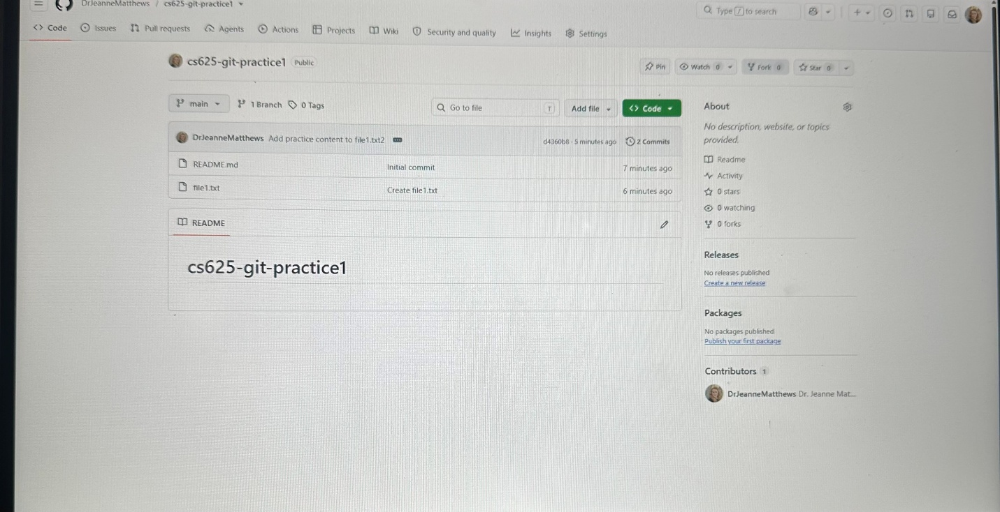 DrJeanneMatthews / cs625-git-practice1
Type / to search
Code Issues Pull requests Agents Actions Projects Wiki Security and quality Insights Settings
cs625-git-practice1 Public
Pin Watch 0 Fork 0 Star 0
main 1 Branch 0 Tags Go to file T Add file Code
DrJeanneMatthews Add practice content to file1.txt2 d4360b8 · 5 minutes ago 2 Commits
README.md Initial commit 7 minutes ago
file1.txt Create file1.txt 6 minutes ago
README
cs625-git-practice1
About
No description, website, or topics
provided.
Readme
Activity
0 stars
0 watching
0 forks
Releases
No releases published
Create a new release
Packages
No packages published
Publish your first package
Contributors 1
DrJeanneMatthews Dr. Jeanne Mat...